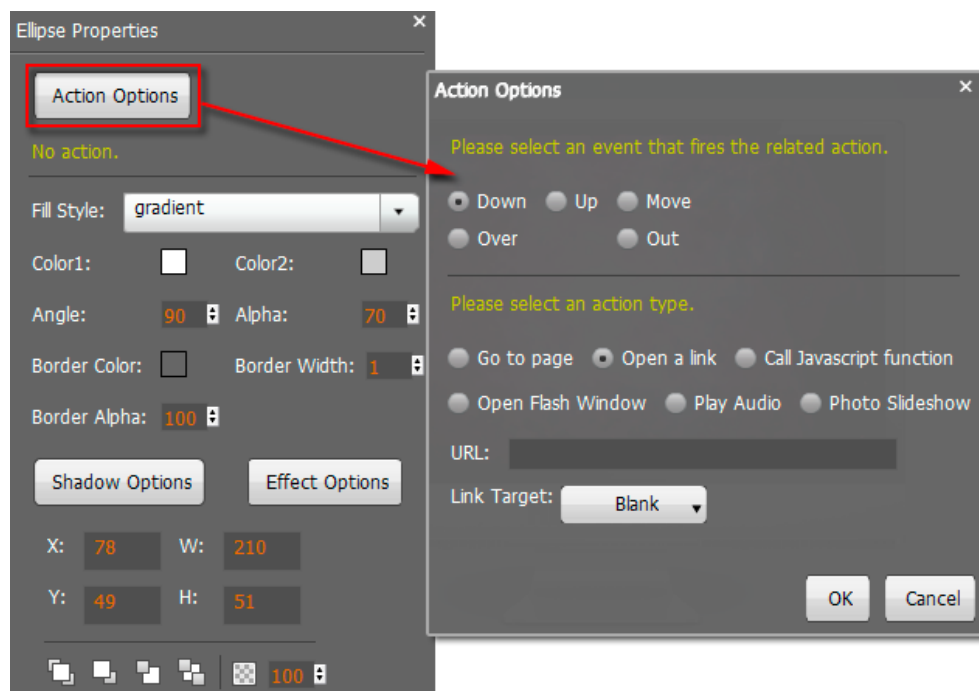 Ellipse Properties
Action Options
No action.
Fill Style: gradient
Color1: Color2:
Angle: 90 Alpha: 70
Border Color: Border Width: 1
Border Alpha: 100
Shadow Options Effect Options
X: 78 W: 210
Y: 49 H: 51
100
Action Options
Please select an event that fires the related action.
Down Up Move
Over Out
Please select an action type.
Go to page Open a link Call Javascript function
Open Flash Window Play Audio Photo Slideshow
URL:
Link Target: Blank
OK Cancel